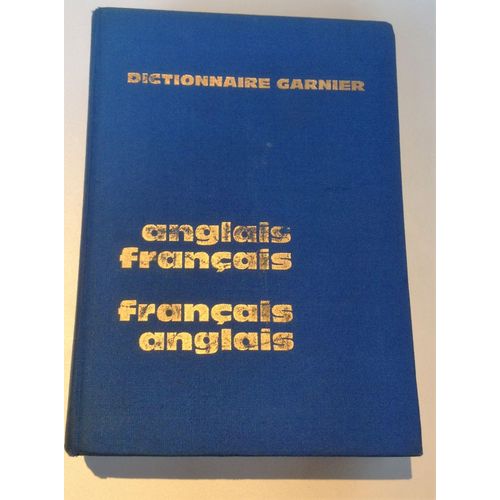 DICTIONNAIRE GARNIER
anglais
français
français
anglais